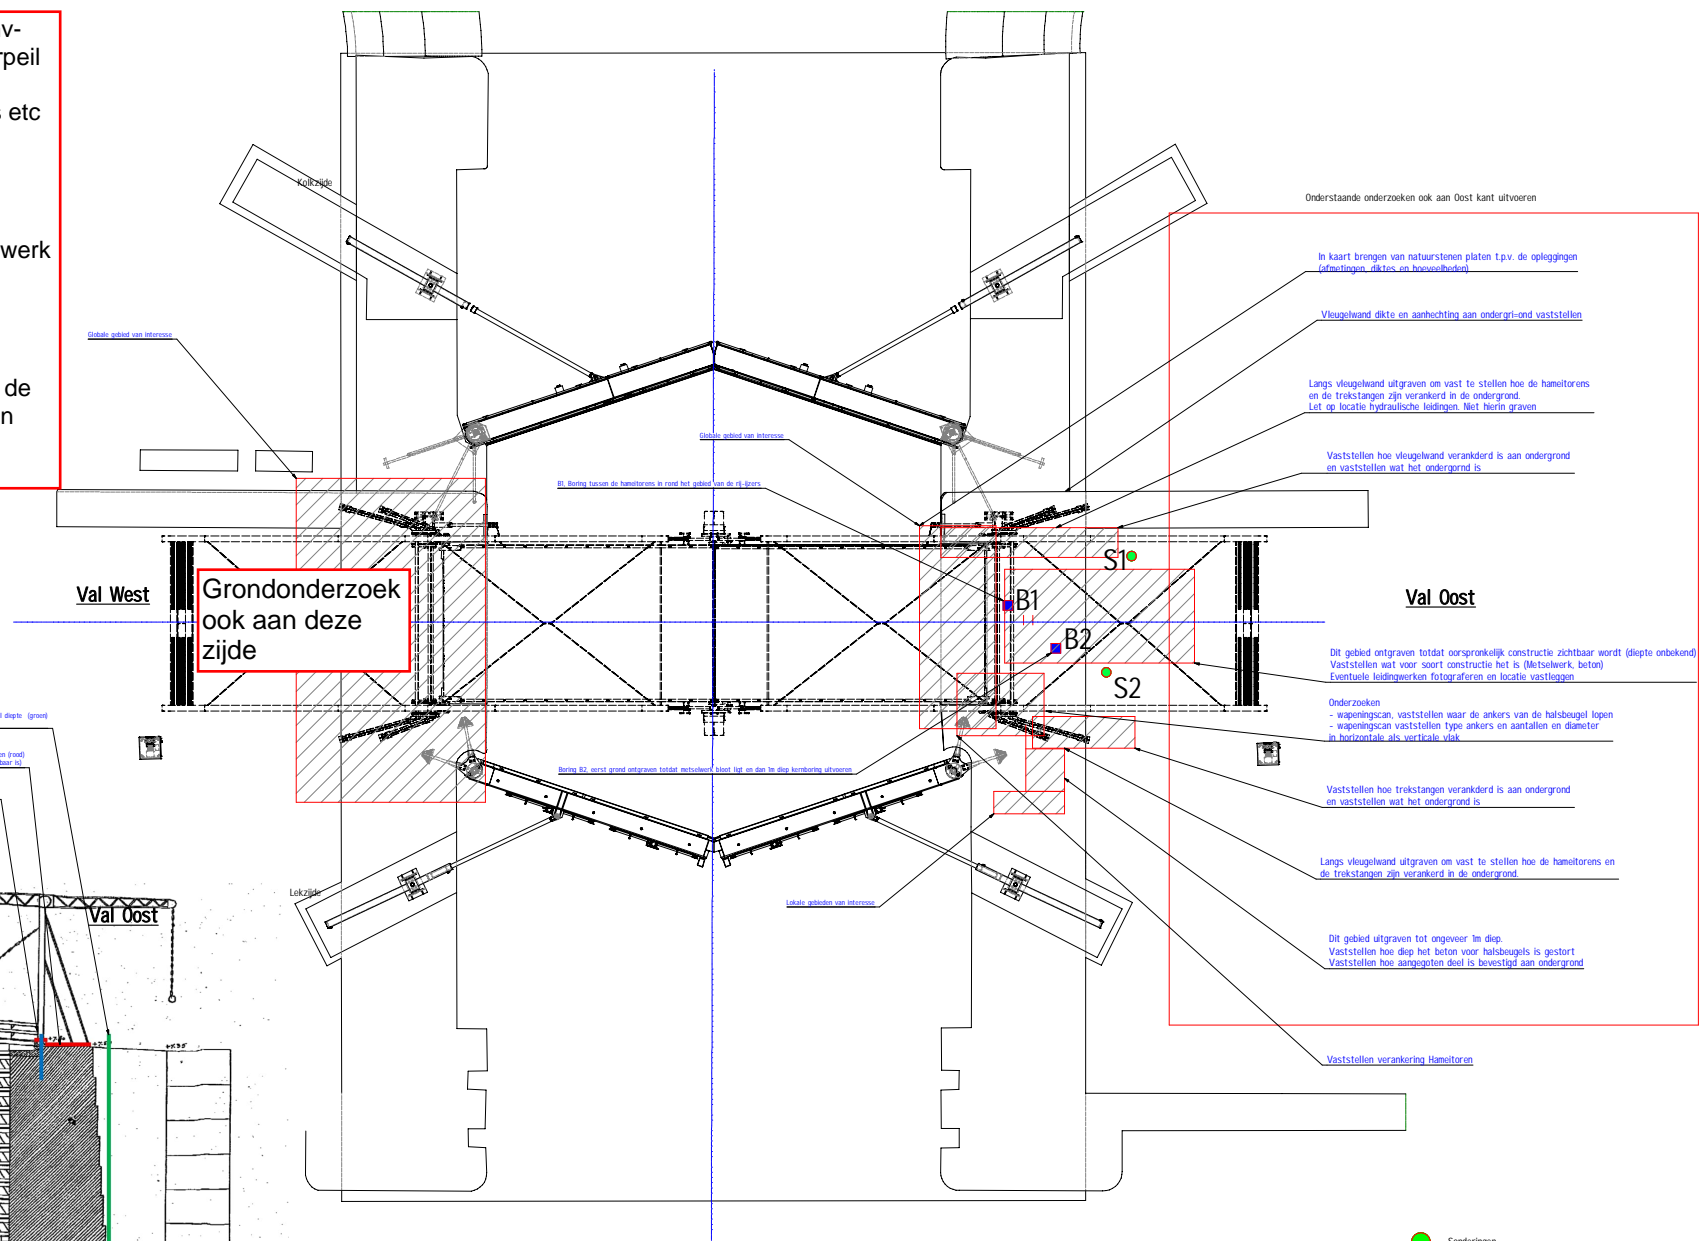 rpeil
s etc
werk
de
n
Kolkzijde
Globale gebied van interesse
Onderstaande onderzoeken ook aan Oost kant uitvoeren
In kaart brengen van natuurstenen platen t.p.v. de opleggingen
(afmetingen, diktes en hoeveelheden)
Vleugelwand dikte en aanhechting aan ondergri=ond vaststellen
Langs vleugelwand uitgraven om vast te stellen hoe de hameitorens
en de trekstangen zijn verankerd in de ondergrond.
Let op locatie hydraulische leidingen. Niet hierin graven
Globale gebied van interesse
Vaststellen hoe vleugelwand verankderd is aan ondergrond
en vaststellen wat het ondergornd is
B1, Boring tussen de hameitorens in rond het gebied van de rij-ijzers
S1
Val West
Grondonderzoek
ook aan deze
zijde
B1
B2
S2
Val Oost
Dit gebied ontgraven totdat oorspronkelijk constructie zichtbaar wordt (diepte onbekend)
Vaststellen wat voor soort constructie het is (Metselwerk, beton)
Eventuele leidingwerken fotograferen en locatie vastleggen
Onderzoeken
- wapeningscan, vaststellen waar de ankers van de halsbeugel lopen
- wapeningscan vaststellen type ankers en aantallen en diameter
in horizontale als verticale vlak
diepte (groen)
en (rood)
baar is)
Boring B2, eerst grond ontgraven totdat metselwerk bloot ligt en dan 1m diep kernboring uitvoeren
Vaststellen hoe trekstangen verankderd is aan ondergrond
en vaststellen wat het ondergrond is
Langs vleugelwand uitgraven om vast te stellen hoe de hameitorens en
de trekstangen zijn verankerd in de ondergrond.
Lekzijde
Lokale gebieden van interesse
Val Oost
Dit gebied uitgraven tot ongeveer 1m diep.
Vaststellen hoe diep het beton voor halsbeugels is gestort
Vaststellen hoe aangegoten deel is bevestigd aan ondergrond
Vaststellen verankering Hameitoren
Sonderingen